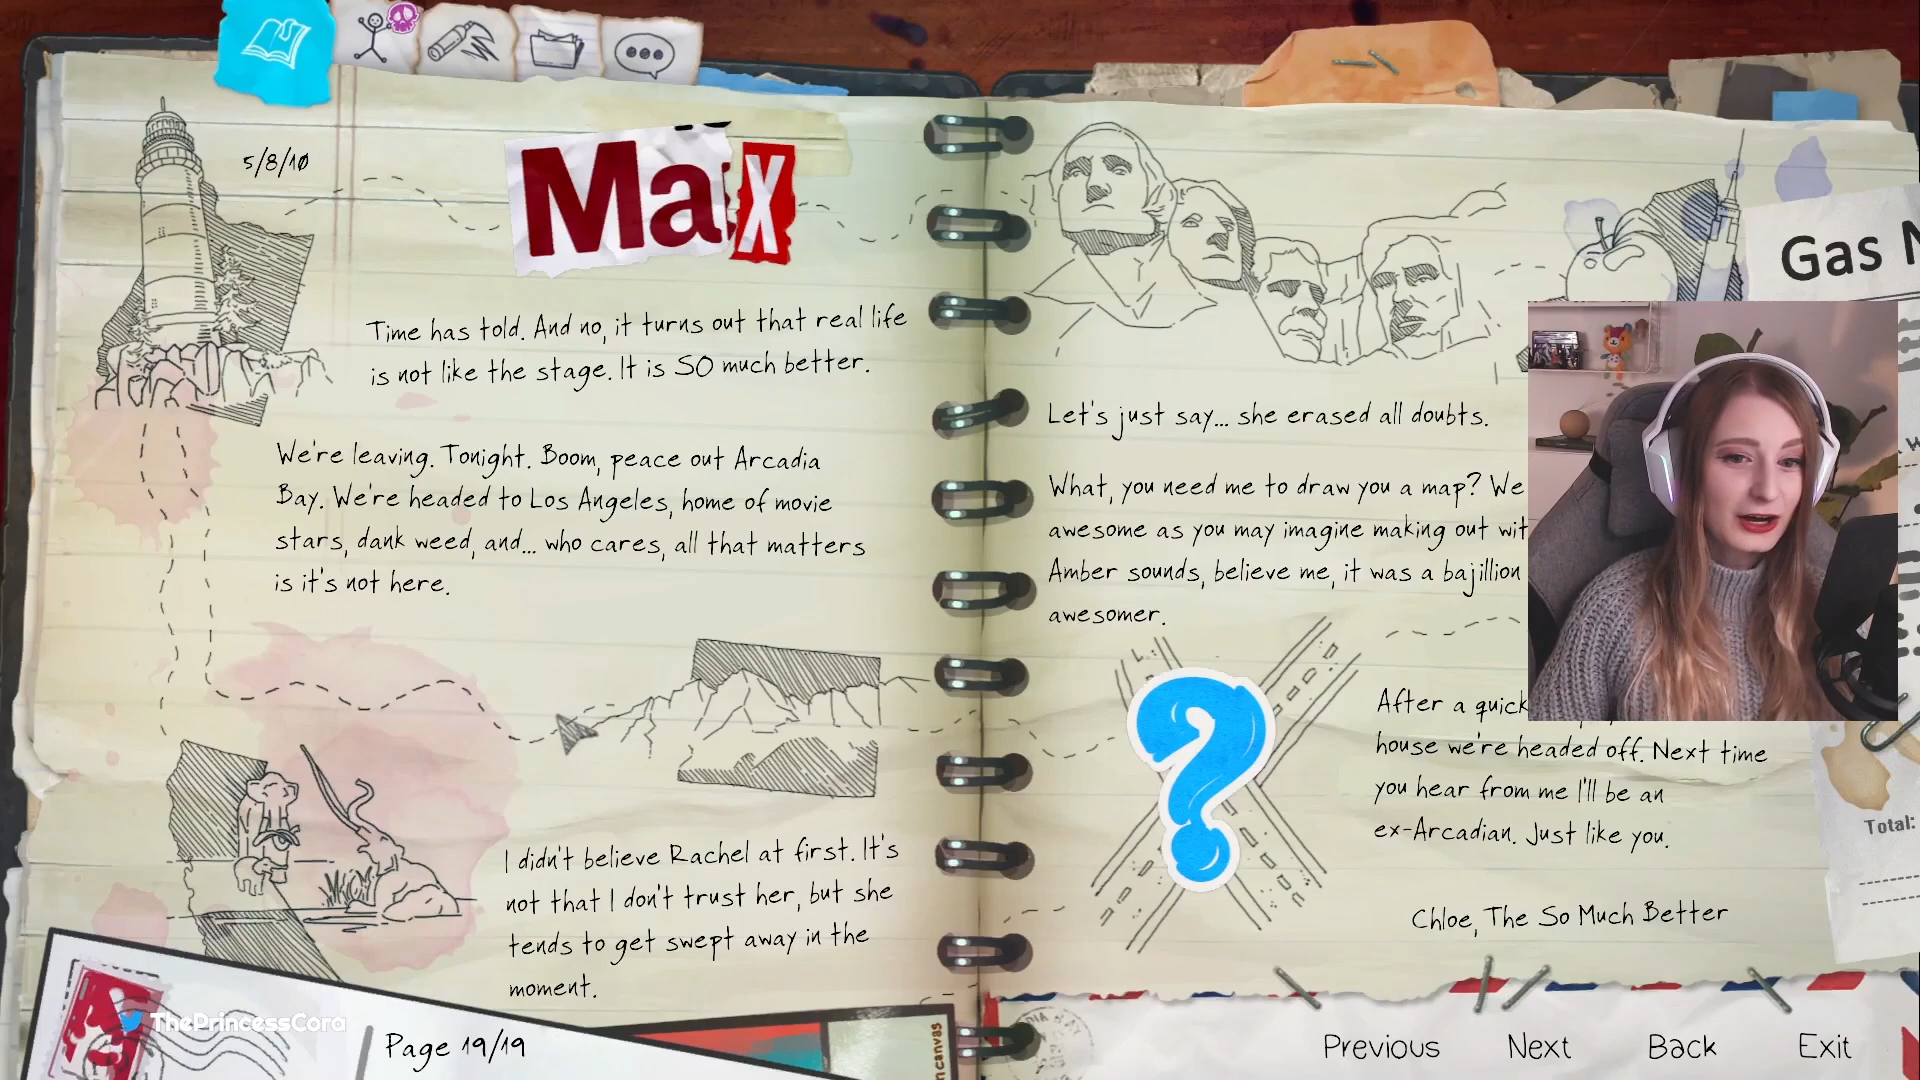 5/8/10
Max
Time has told. And no, it turns out that real life
is not like the stage. It is SO much better.
We're leaving. Tonight. Boom, peace out Arcadia
Bay. We're headed to Los Angeles, home of movie
stars, dank weed, and... who cares, all that matters
is it's not here.
I didn't believe Rachel at first. It's
not that I don't trust her, but she
tends to get swept away in the
moment.
ThePrincessCora
Page 19/19
Gas
Let's just say... she erased all doubts.
What, you need me to draw you a map? We
awesome as you may imagine making out wit
Amber sounds, believe me, it was a bajillion
awesomer.
After a quick
house we're headed off. Next time
you hear from me I'll be an
ex-Arcadian. Just like you.
Chloe, The So Much Better
Total:
Previous
Next
Back
Exit